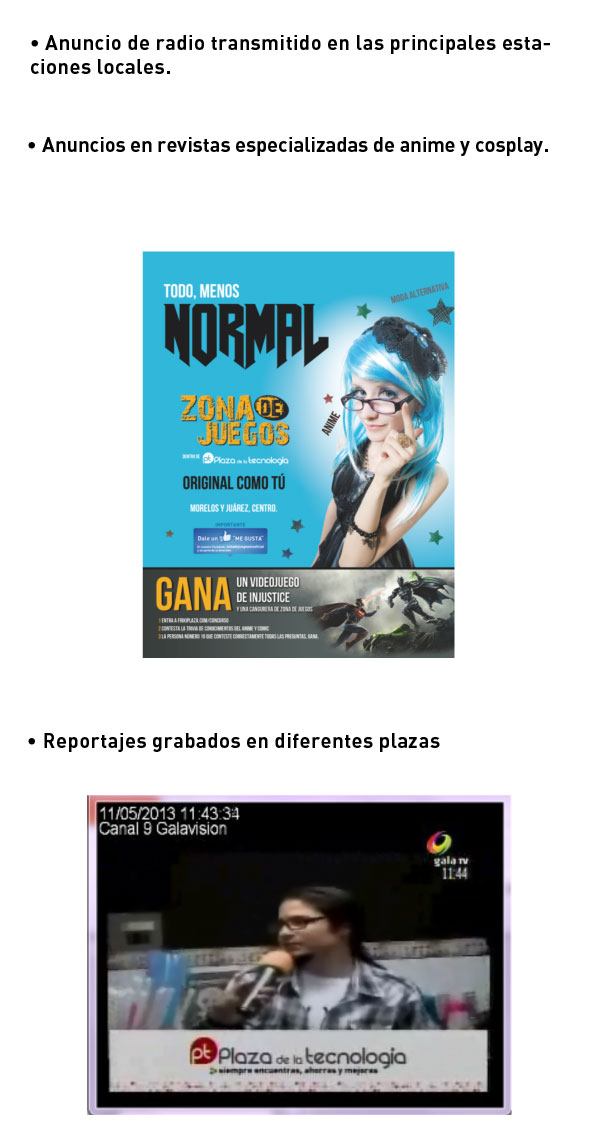 • Anuncio de radio transmitido en las principales esta-
ciones locales.
• Anuncios en revistas especializadas de anime y cosplay.
TODO, MENOS
NORMAL
MODA ALTERNATIVA
ANIME
ZONA DE
JUEGOS
DENTRO DE pt Plaza de la tecnología
ORIGINAL COMO TÚ
MORELOS Y JUÁREZ, CENTRO.
IMPORTANTE
Dale un "ME GUSTA"
GANA
UN VIDEOJUEGO
DE INJUSTICE
Y UNA CANGURERA DE ZONA DE JUEGOS
1 ENTRA A FRIKIPLAZA.COM/CONCURSO
2 CONTESTA LA TRIVIA DE CONOCIMIENTOS DEL ANIME Y COMIC
3 LA PERSONA NÚMERO 10 QUE CONTESTE CORRECTAMENTE TODAS LAS PREGUNTAS, GANA.
• Reportajes grabados en diferentes plazas
11/05/2013 11:43:34
Canal 9 Galavision
gala TV
11:44
pt Plaza de la tecnología
siempre encuentras, ahorras y mejoras